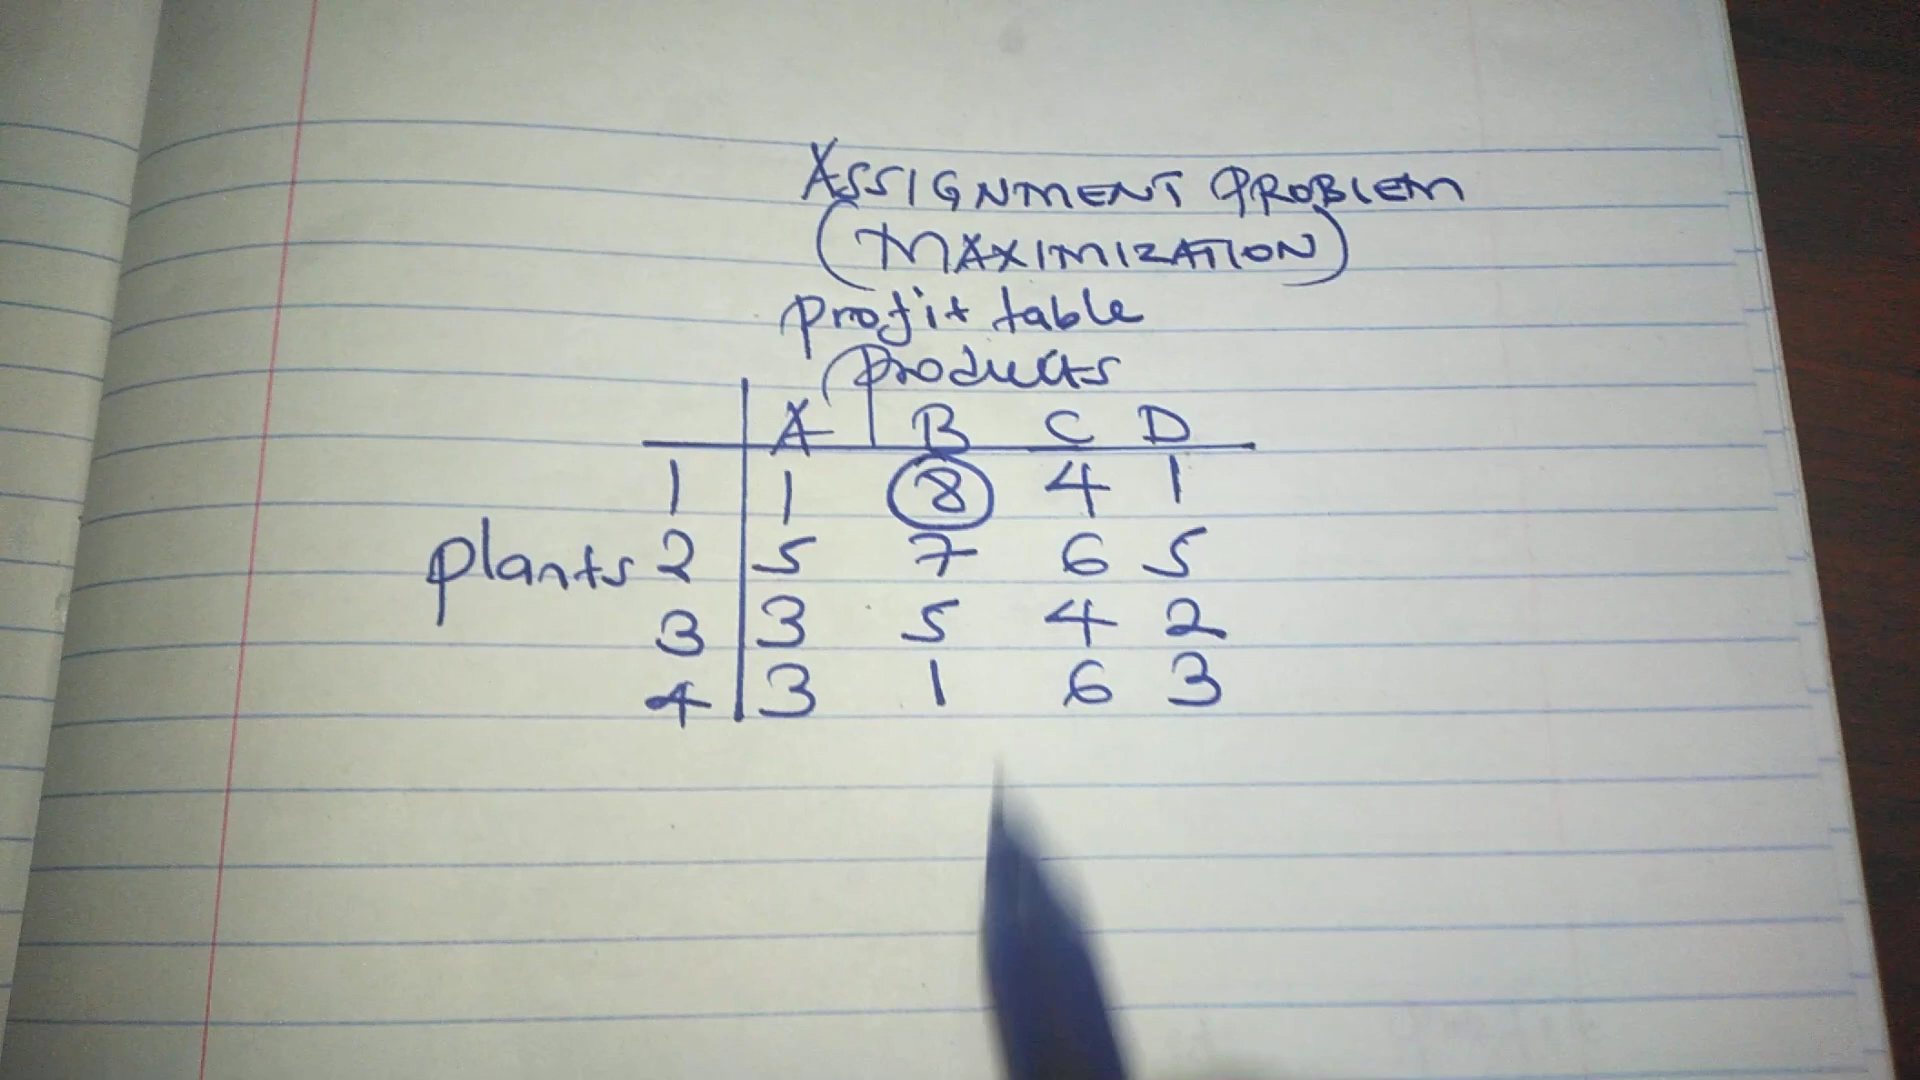 ASSIGNMENT PROBLEM
(MAXIMIZATION)
Profit table
Products
A B C D
1 1 8 4 1
plants 2 5 7 6 5
3 3 5 4 2
4 3 1 6 3